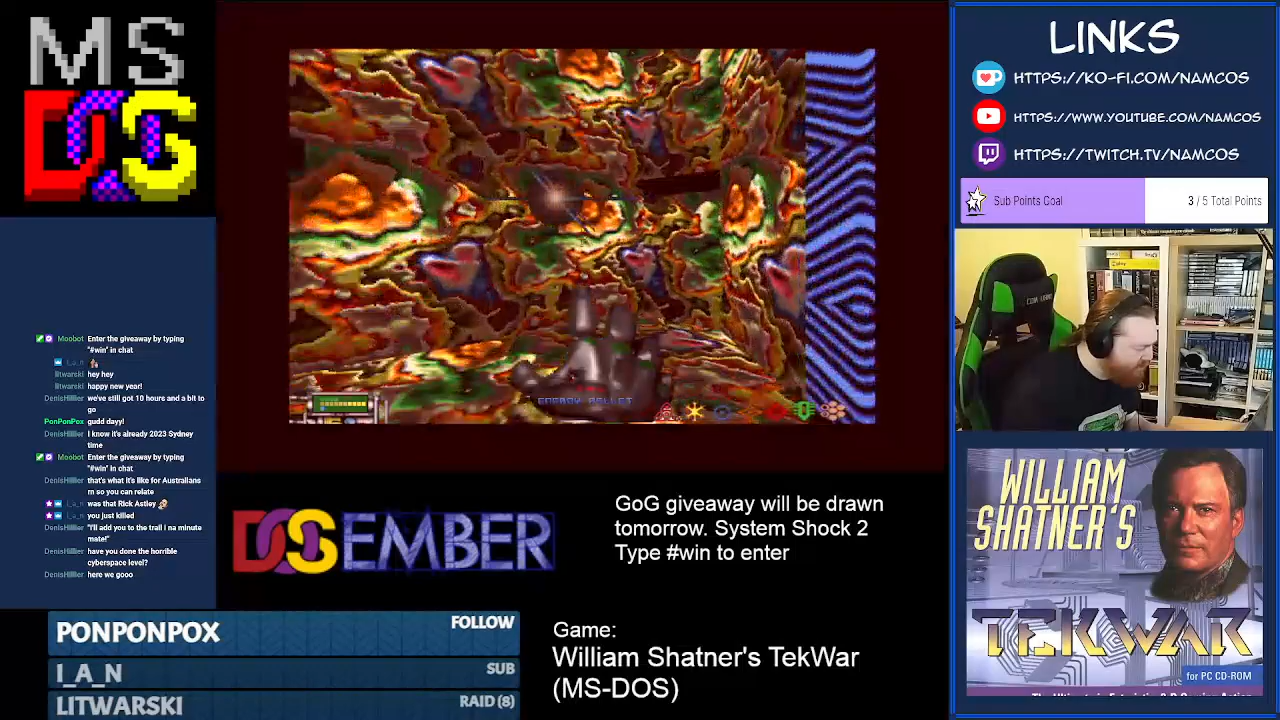 MS
DOS
Moobot Enter the giveaway by typing
"#win" in chat
i_a_n
litwarski hey hey
litwarski happy new year!
DenisHillier we've still got 10 hours and a bit to
go
PonPonPox gudd dayy!
DenisHillier I know it's already 2023 Sydney
time
Moobot Enter the giveaway by typing
"#win" in chat
DenisHillier that's what it's like for Australians
rn so you can relate
i_a_n was that Rick Astley
i_a_n you just killed
DenisHillier "I'll add you to the trail i na minute
mate!"
DenisHillier have you done the horrible
cyberspace level?
DenisHillier here we gooo
ENERGY PELLET
DOSEMBER
GoG giveaway will be drawn
tomorrow. System Shock 2
Type #win to enter
PONPONPOX FOLLOW
I_A_N SUB
LITWARSKI RAID (8)
Game:
William Shatner's TekWar
(MS-DOS)
LINKS
HTTPS://KO-FI.COM/NAMCOS
HTTPS://WWW.YOUTUBE.COM/NAMCOS
HTTPS://TWITCH.TV/NAMCOS
Sub Points Goal 3 / 5 Total Points
WILLIAM
SHATNER'S
TEKWAR
for PC CD-ROM